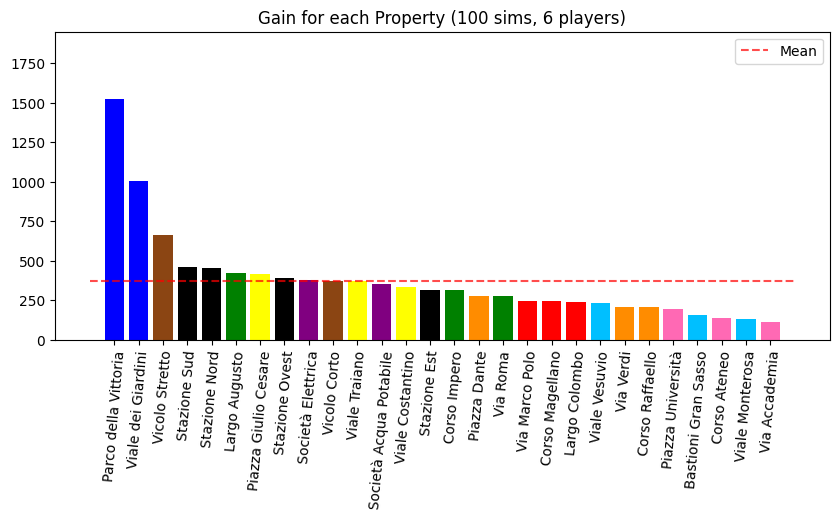 Gain for each Property (100 sims, 6 players)
Mean
1750
1500
1250
1000
750
500
250
0
Parco della Vittoria
Viale dei Giardini
Vicolo Stretto
Stazione Sud
Stazione Nord
Largo Augusto
Piazza Giulio Cesare
Stazione Ovest
Società Elettrica
Vicolo Corto
Viale Traiano
Società Acqua Potabile
Viale Costantino
Stazione Est
Corso Impero
Piazza Dante
Via Roma
Via Marco Polo
Corso Magellano
Largo Colombo
Viale Vesuvio
Via Verdi
Corso Raffaello
Piazza Università
Bastioni Gran Sasso
Corso Ateneo
Viale Monterosa
Via Accademia